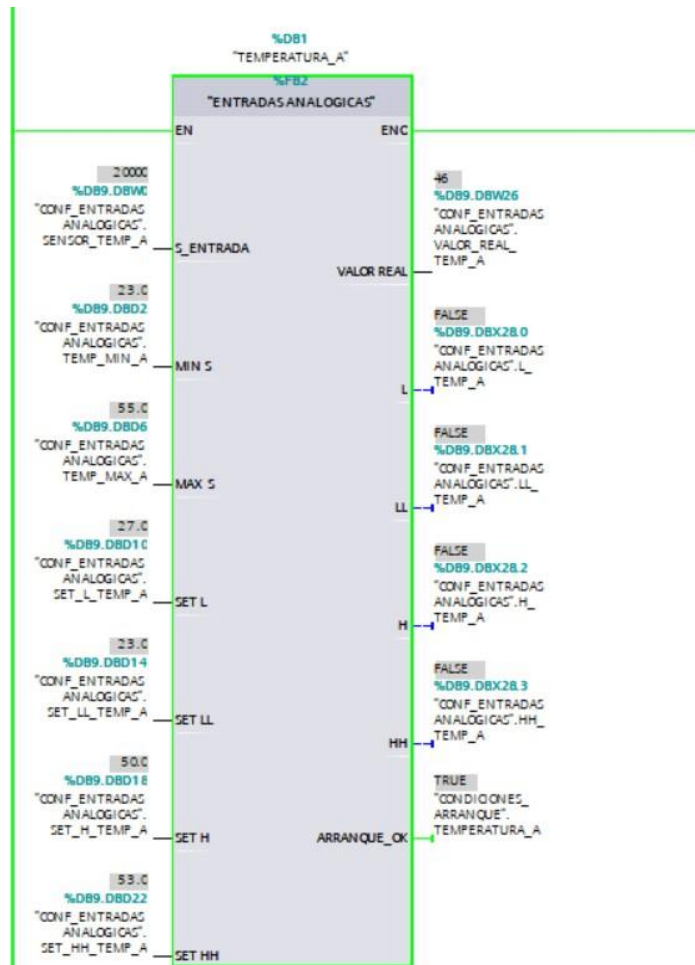 %DB1
"TEMPERATURA_A"
%FB2
"ENTRADAS ANALOGICAS"
EN
ENO
20000
%DB9.DBW0
"CONF_ENTRADAS
ANALOGICAS".
SENSOR_TEMP_A
S_ENTRADA
23.0
%DB9.DBD2
"CONF_ENTRADAS
ANALOGICAS".
TEMP_MIN_A
MIN S
55.0
%DB9.DBD6
"CONF_ENTRADAS
ANALOGICAS".
TEMP_MAX_A
MAX S
27.0
%DB9.DBD10
"CONF_ENTRADAS
ANALOGICAS".
SET_L_TEMP_A
SET L
23.0
%DB9.DBD14
"CONF_ENTRADAS
ANALOGICAS".
SET_LL_TEMP_A
SET LL
50.0
%DB9.DBD18
"CONF_ENTRADAS
ANALOGICAS".
SET_H_TEMP_A
SET H
53.0
%DB9.DBD22
"CONF_ENTRADAS
ANALOGICAS".
SET_HH_TEMP_A
SET HH
46
%DB9.DBW26
"CONF_ENTRADAS
ANALOGICAS".
VALOR_REAL_
TEMP_A
VALOR REAL
FALSE
%DB9.DBX28.0
"CONF_ENTRADAS
ANALOGICAS".L_
TEMP_A
L
FALSE
%DB9.DBX28.1
"CONF_ENTRADAS
ANALOGICAS".LL_
TEMP_A
LL
FALSE
%DB9.DBX28.2
"CONF_ENTRADAS
ANALOGICAS".H_
TEMP_A
H
FALSE
%DB9.DBX28.3
"CONF_ENTRADAS
ANALOGICAS".HH_
TEMP_A
HH
TRUE
"CONDICIONES_
ARRANQUE".
TEMPERATURA_A
ARRANQUE_OK